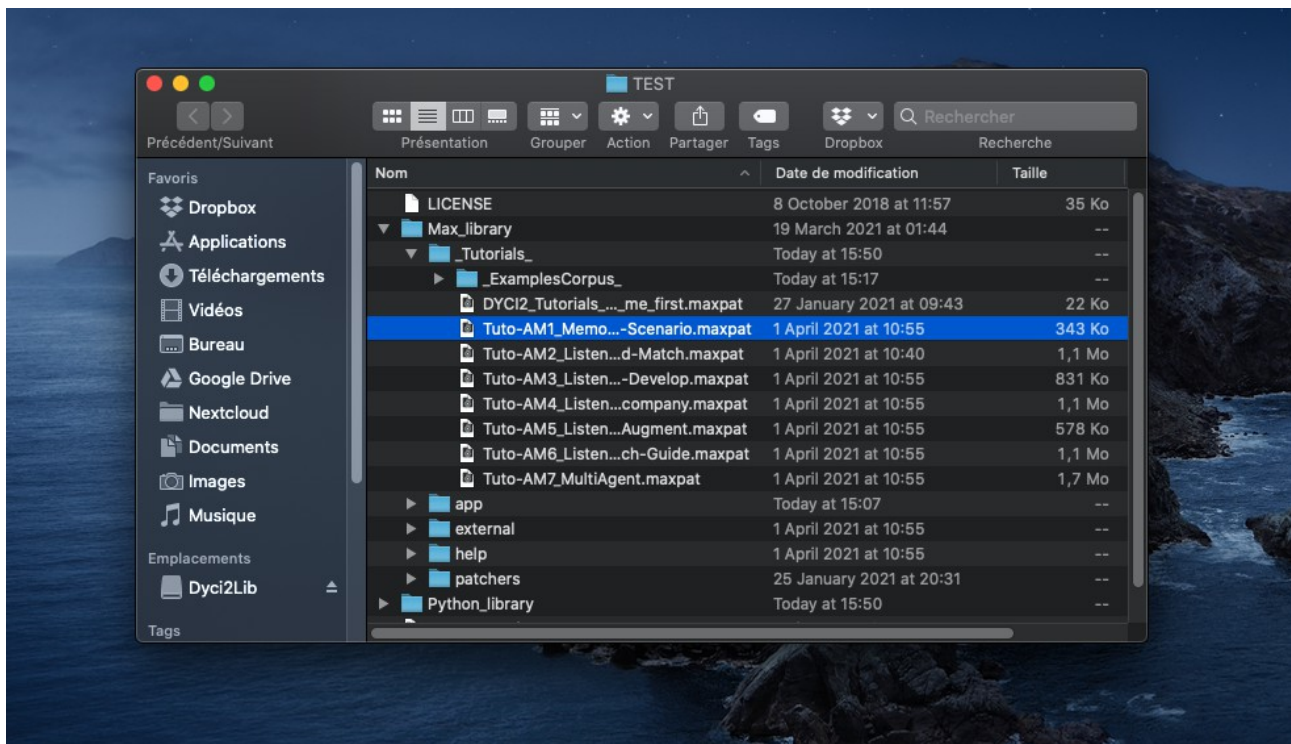 TEST
Rechercher
Précédent/Suivant Présentation Grouper Action Partager Tags Dropbox Recherche
Favoris
Dropbox
Applications
Téléchargements
Vidéos
Bureau
Google Drive
Nextcloud
Documents
Images
Musique
Emplacements
Dyci2Lib
Tags
Nom Date de modification Taille
LICENSE 8 October 2018 at 11:57 35 Ko
Max_library 19 March 2021 at 01:44 --
_Tutorials_ Today at 15:50 --
_ExamplesCorpus_ Today at 15:17 --
DYCI2_Tutorials_..._me_first.maxpat 27 January 2021 at 09:43 22 Ko
Tuto-AM1_Memo...-Scenario.maxpat 1 April 2021 at 10:55 343 Ko
Tuto-AM2_Listen...d-Match.maxpat 1 April 2021 at 10:40 1,1 Mo
Tuto-AM3_Listen...-Develop.maxpat 1 April 2021 at 10:55 831 Ko
Tuto-AM4_Listen...company.maxpat 1 April 2021 at 10:55 1,1 Mo
Tuto-AM5_Listen...Augment.maxpat 1 April 2021 at 10:55 578 Ko
Tuto-AM6_Listen...ch-Guide.maxpat 1 April 2021 at 10:55 1,1 Mo
Tuto-AM7_MultiAgent.maxpat 1 April 2021 at 10:55 1,7 Mo
app Today at 15:07 --
external 1 April 2021 at 10:55 --
help 1 April 2021 at 10:55 --
patchers 25 January 2021 at 20:31 --
Python_library Today at 15:50 --